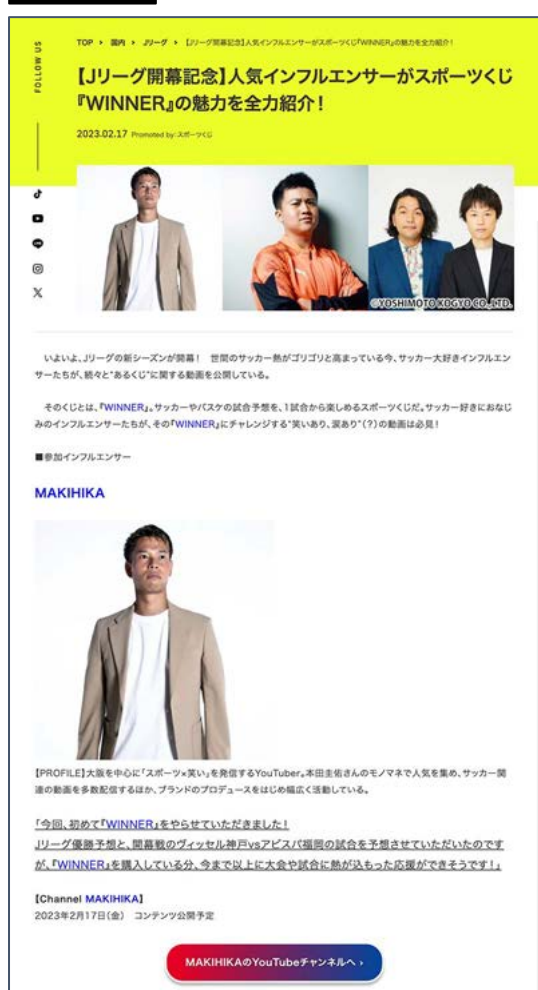 FOLLOW US
TOP > 国内 > Jリーグ > 【Jリーグ開幕記念】人気インフルエンサーがスポーツくじ『WINNER』の魅力を全力紹介!
【Jリーグ開幕記念】人気インフルエンサーがスポーツくじ
『WINNER』の魅力を全力紹介!
2023.02.17 Promoted by スポーツくじ
©YOSHIMOTO KOGYO CO.,LTD.
いよいよ、Jリーグの新シーズンが開幕! 世間のサッカー熱がゴリゴリと高まっている今、サッカー大好きインフルエン
サーたちが、続々と“あるくじ”に関する動画を公開している。
そのくじとは、『WINNER』。サッカーやバスケの試合予想を、1試合から楽しめるスポーツくじだ。サッカー好きにおなじ
みのインフルエンサーたちが、その『WINNER』にチャレンジする“笑いあり、涙あり”(?)の動画は必見!
■参加インフルエンサー
MAKIHIKA
【PROFILE】大阪を中心に「スポーツ×笑い」を発信するYouTuber。本田圭佑さんのモノマネで人気を集め、サッカー関
連の動画を多数配信するほか、ブランドのプロデュースをはじめ幅広く活動している。
「今回、初めて『WINNER』をやらせていただきました!
Jリーグ優勝予想と、開幕戦のヴィッセル神戸vsアビスパ福岡の試合を予想させていただいたのです
が、『WINNER』を購入している分、今まで以上に大会や試合に熱が込もった応援ができそうです!」
【Channel MAKIHIKA】
2023年2月17日(金) コンテンツ公開予定
MAKIHIKAのYouTubeチャンネルへ ›